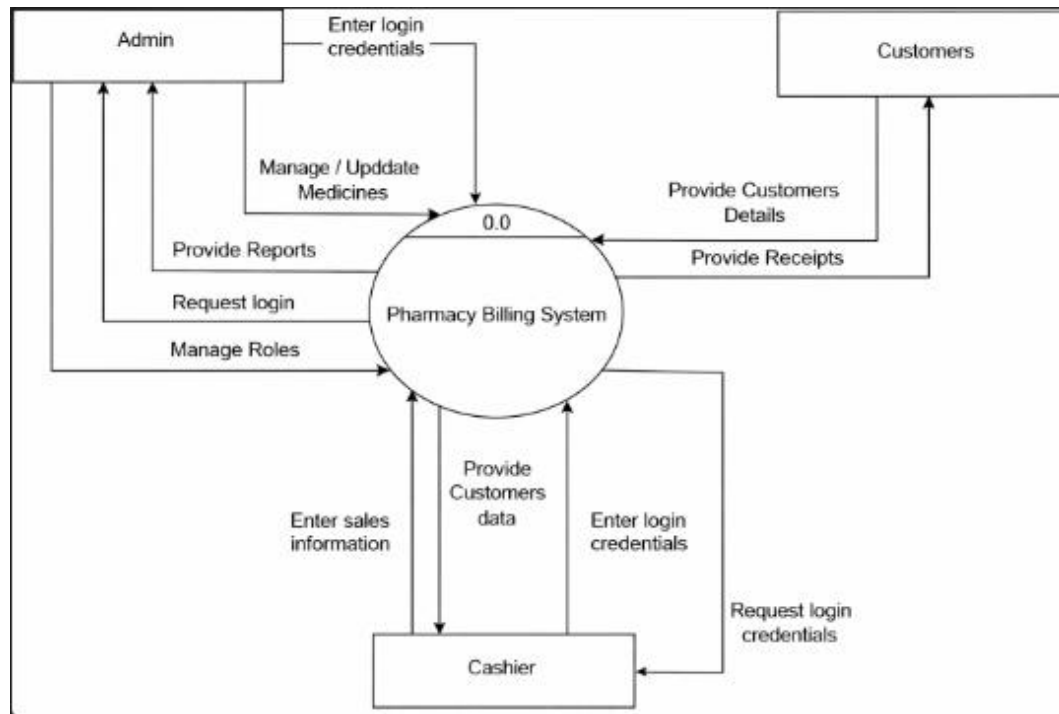 Admin
Enter login
credentials
Customers
Manage / Upddate
Medicines
Provide Customers
Details
0.0
Provide Reports
Provide Receipts
Request login
Pharmacy Billing System
Manage Roles
Provide
Customers
data
Enter sales
information
Enter login
credentials
Request login
credentials
Cashier